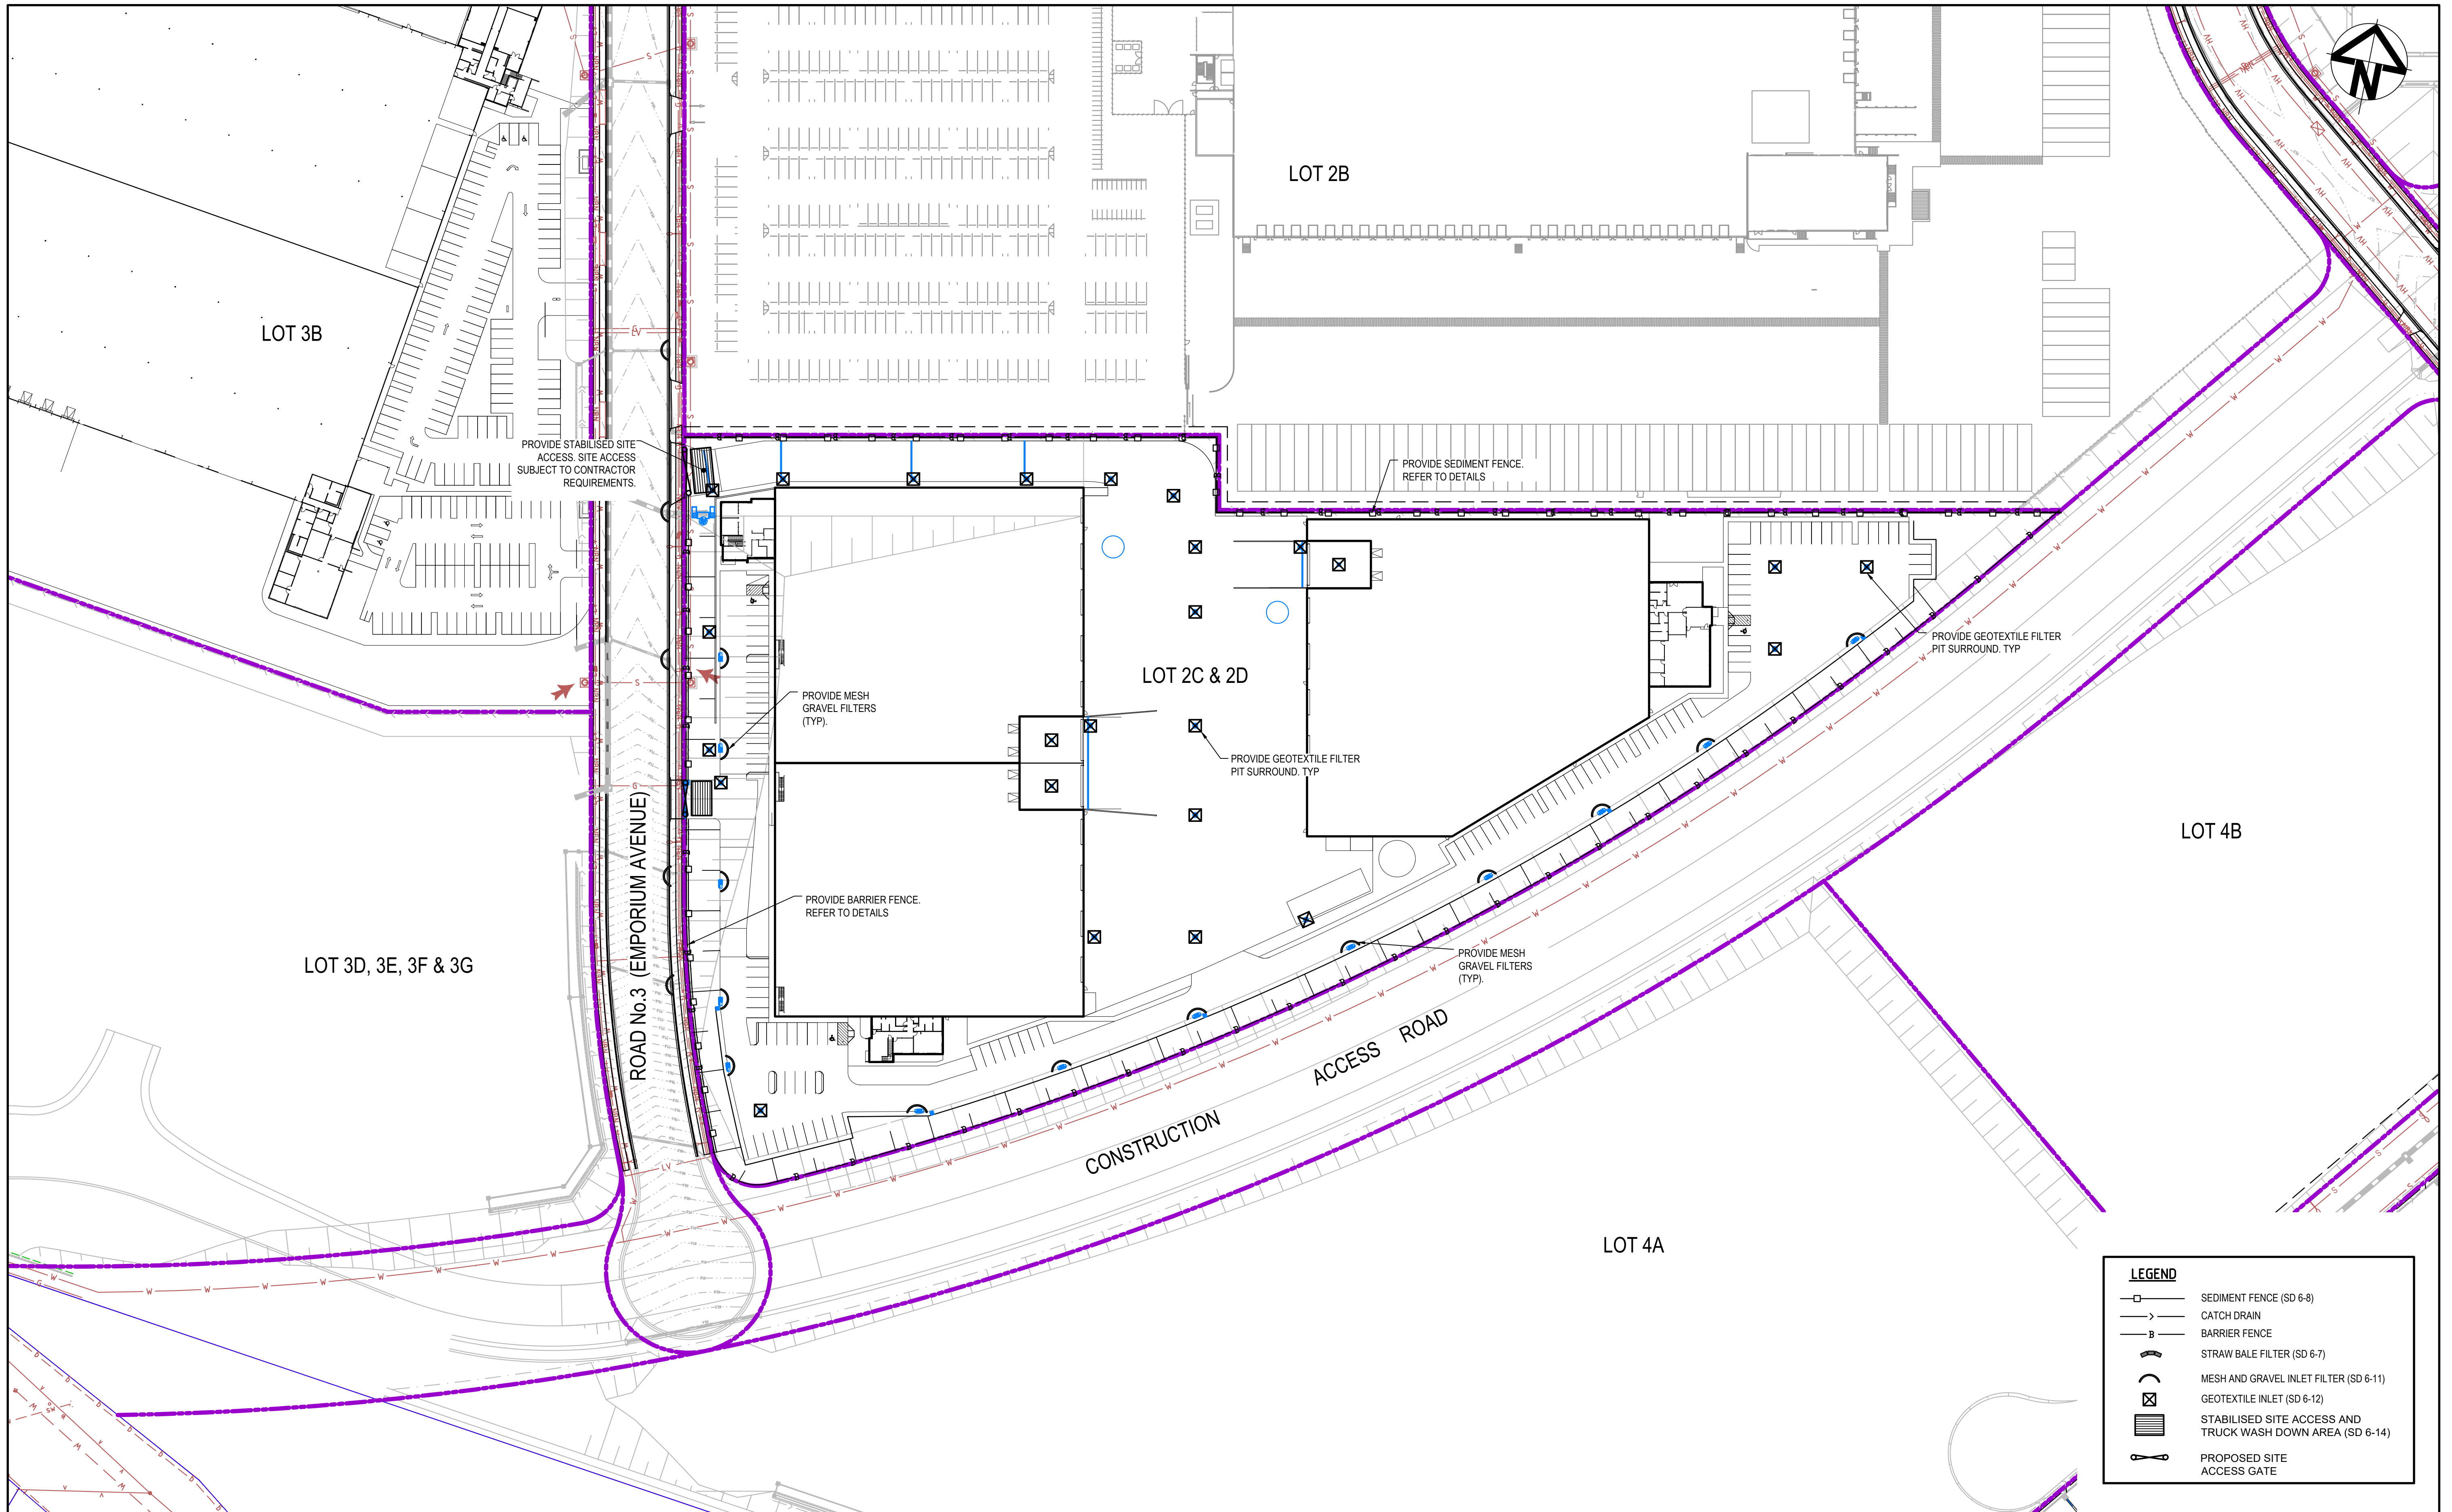 N
LOT 2B
LOT 3B
PROVIDE STABILISED SITE
ACCESS. SITE ACCESS
SUBJECT TO CONTRACTOR
REQUIREMENTS.
PROVIDE SEDIMENT FENCE.
REFER TO DETAILS
PROVIDE GEOTEXTILE FILTER
PIT SURROUND. TYP
LOT 2C & 2D
PROVIDE MESH
GRAVEL FILTERS
(TYP).
PROVIDE GEOTEXTILE FILTER
PIT SURROUND. TYP
LOT 4B
ROAD No.3 (EMPORIUM AVENUE)
PROVIDE BARRIER FENCE.
REFER TO DETAILS
LOT 3D, 3E, 3F & 3G
PROVIDE MESH
GRAVEL FILTERS
(TYP).
CONSTRUCTION ACCESS ROAD
LOT 4A
LEGEND
SEDIMENT FENCE (SD 6-8)
CATCH DRAIN
B BARRIER FENCE
STRAW BALE FILTER (SD 6-7)
MESH AND GRAVEL INLET FILTER (SD 6-11)
GEOTEXTILE INLET (SD 6-12)
STABILISED SITE ACCESS AND
TRUCK WASH DOWN AREA (SD 6-14)
PROPOSED SITE
ACCESS GATE